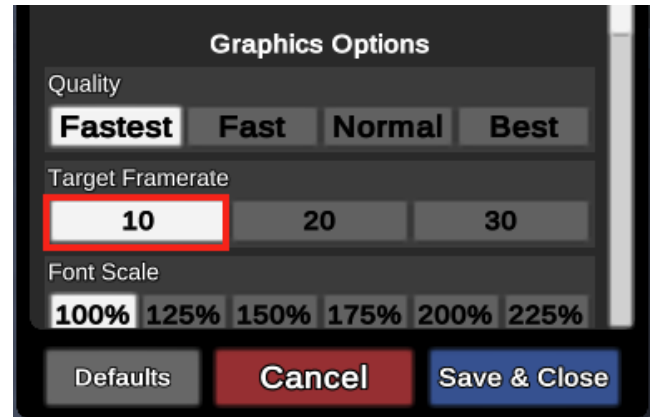 Graphics Options
Quality
Fastest Fast Normal Best
Target Framerate
10 20 30
Font Scale
100% 125% 150% 175% 200% 225%
Defaults Cancel Save & Close